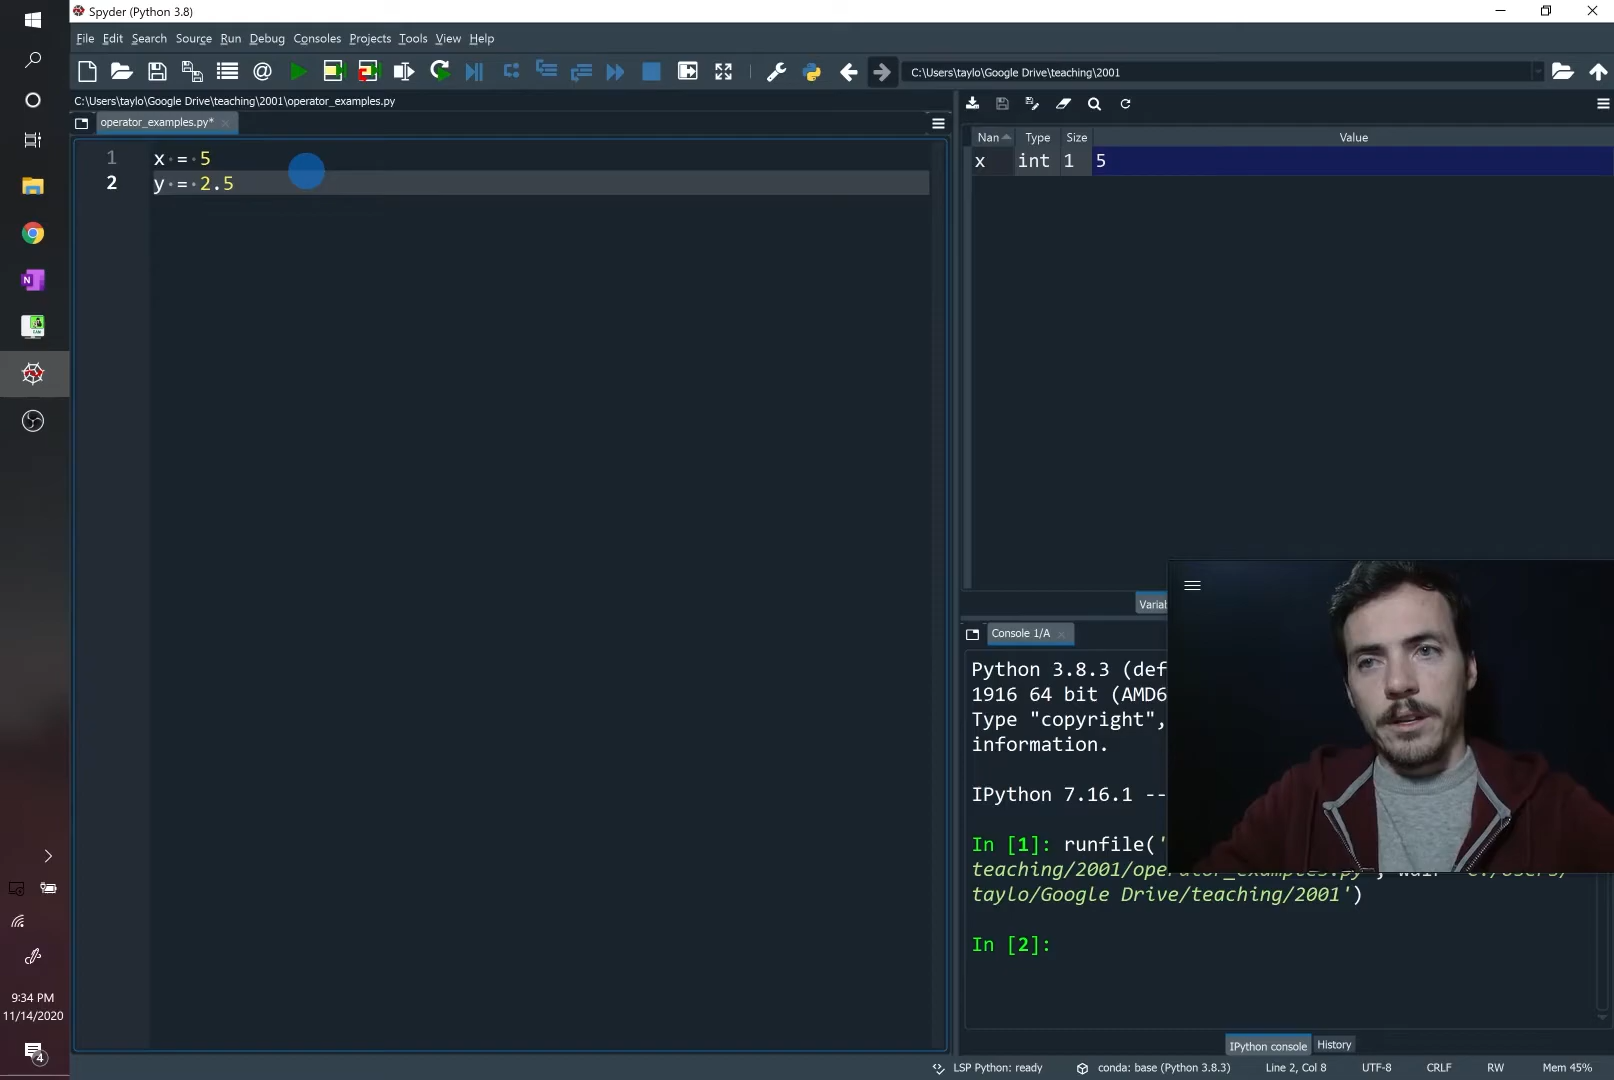 Spyder (Python 3.8)
File Edit Search Source Run Debug Consoles Projects Tools View Help
C:\Users\taylo\Google Drive\teaching\2001
C:\Users\taylo\Google Drive\teaching\2001\operator_examples.py
operator_examples.py*
1 x = 5
2 y = 2.5
Nan Type Size Value
x int 1 5
Variab
Console 1/A
Python 3.8.3 (def
1916 64 bit (AMD6
Type "copyright",
information.
IPython 7.16.1 --
In [1]: runfile('
teaching/2001/operator_examples.py
taylo/Google Drive/teaching/2001')
In [2]:
IPython console History
LSP Python: ready conda: base (Python 3.8.3) Line 2, Col 8 UTF-8 CRLF RW Mem 45%
9:34 PM
11/14/2020
4